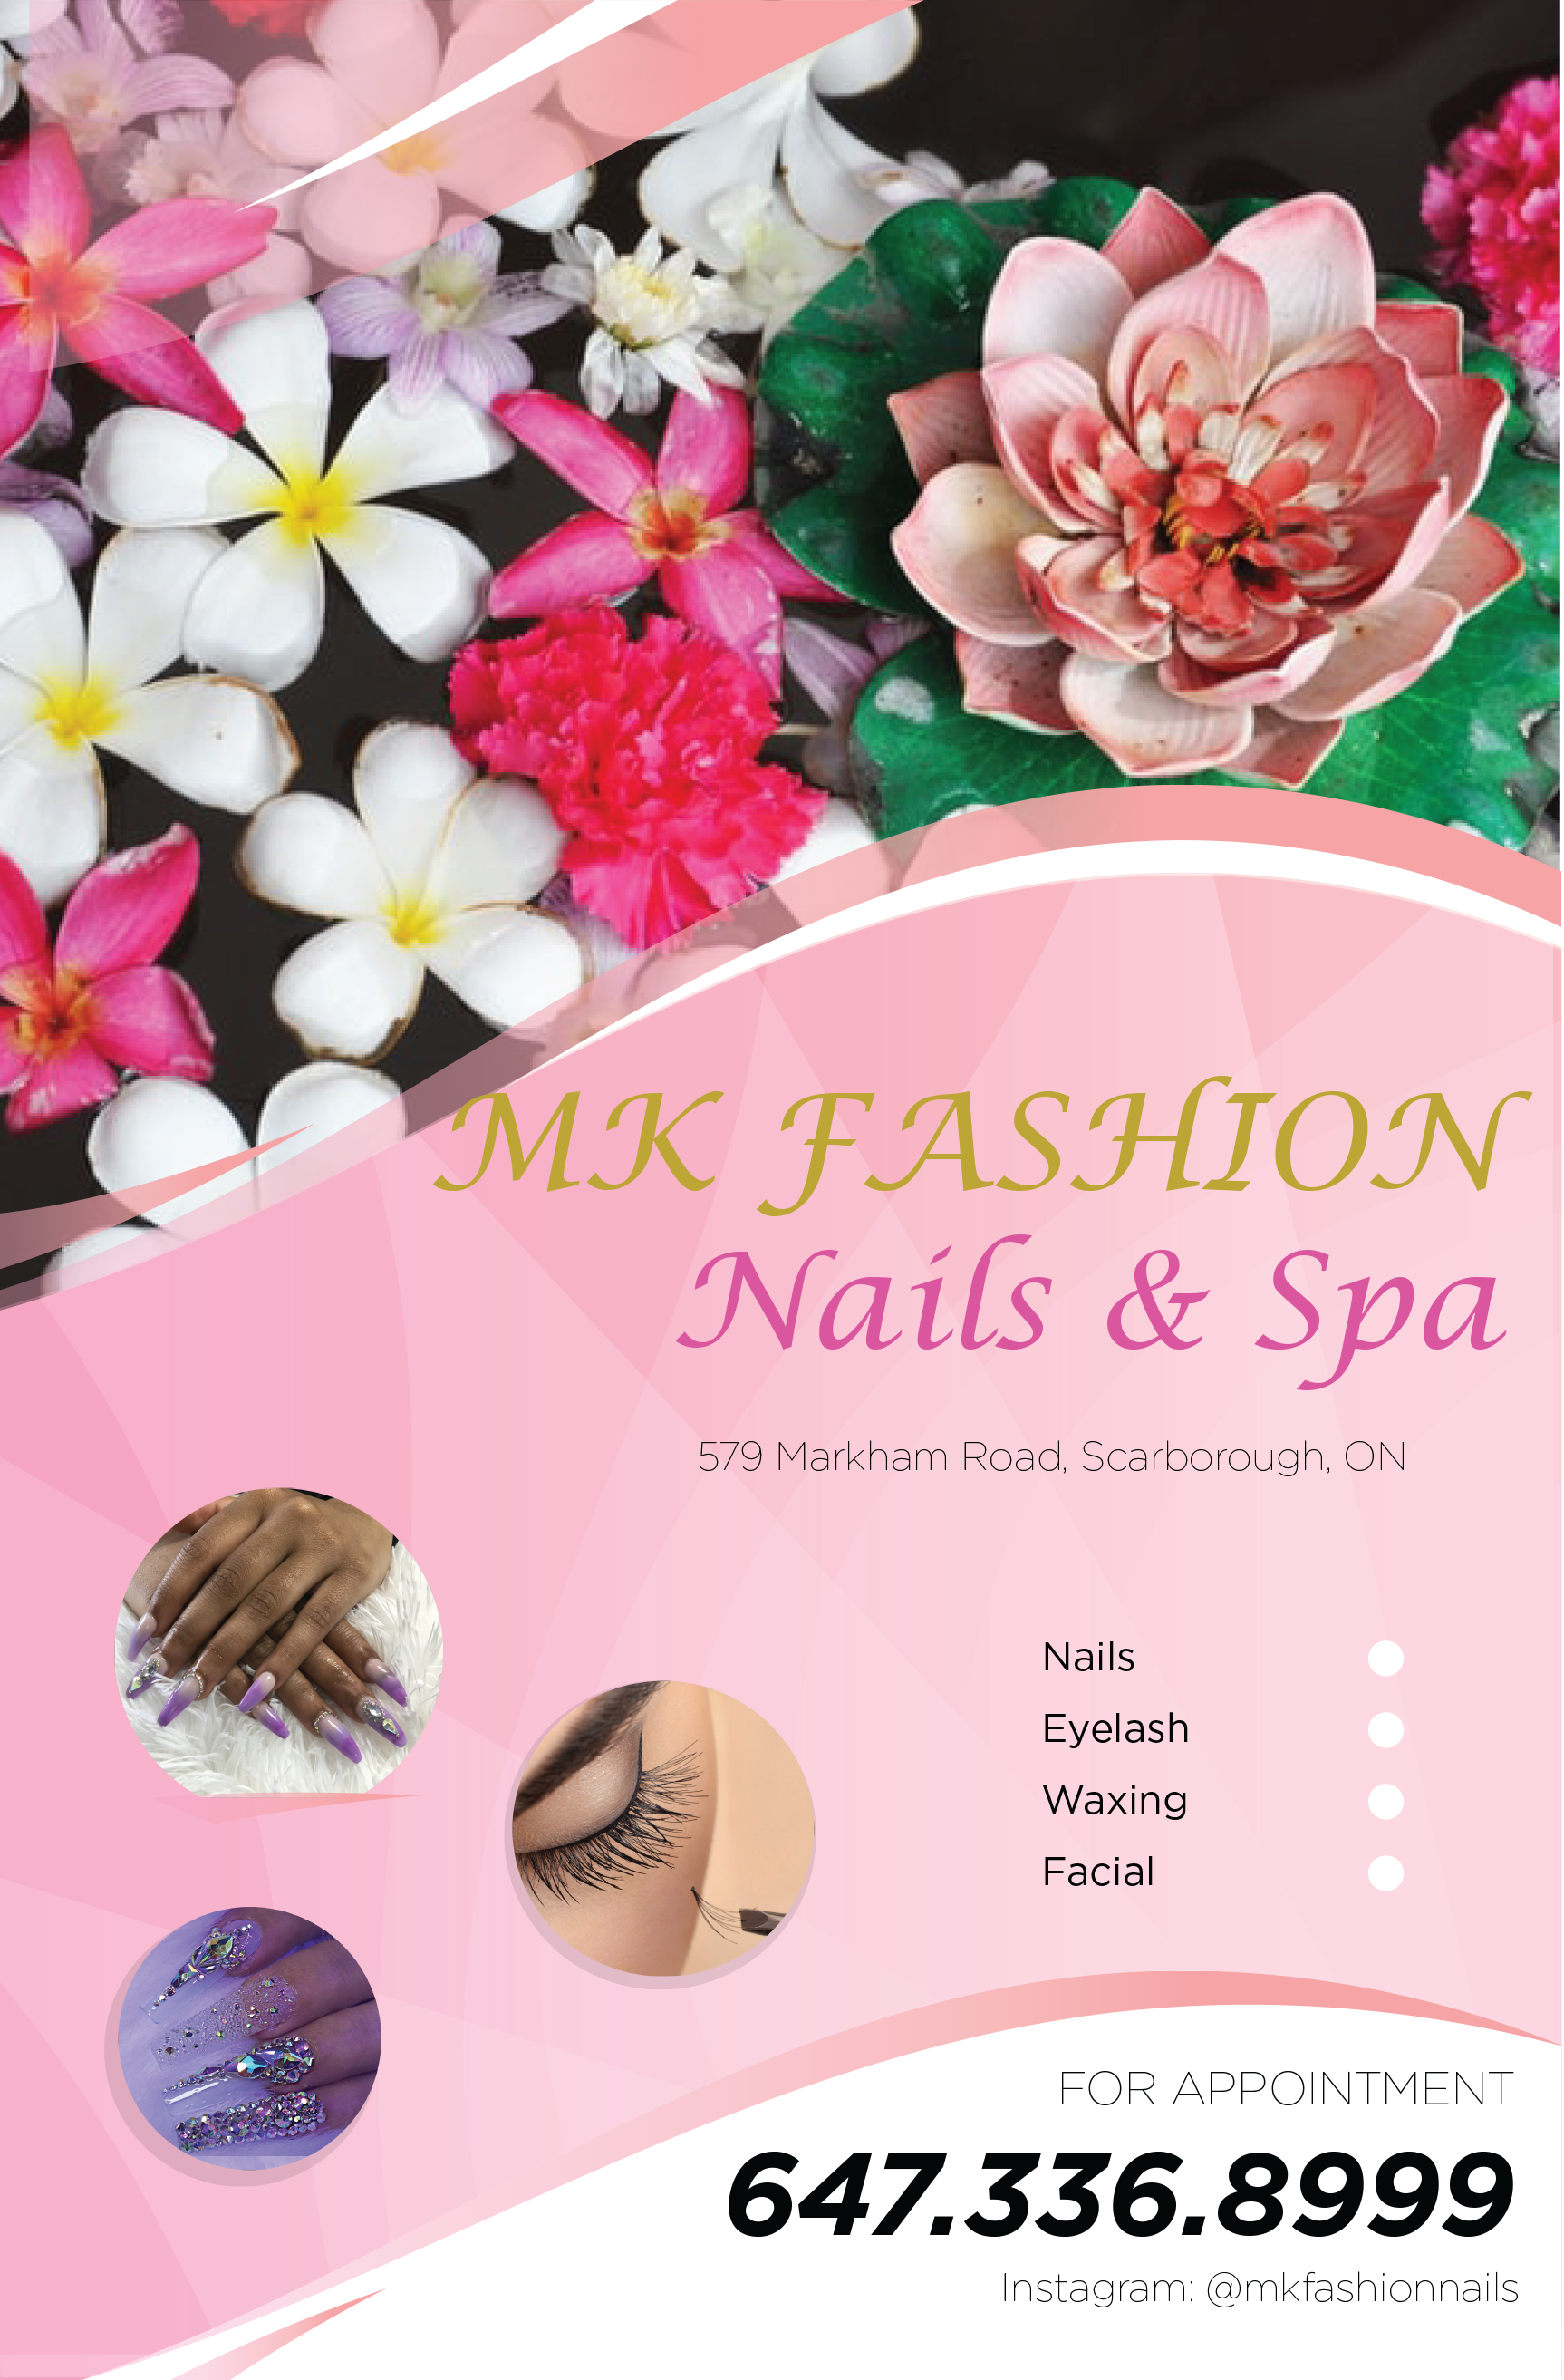 MK FASHION
Nails & Spa
579 Markham Road, Scarborough, ON
Nails
Eyelash
Waxing
Facial
FOR APPOINTMENT
647.336.8999
Instagram: @mkfashionnails